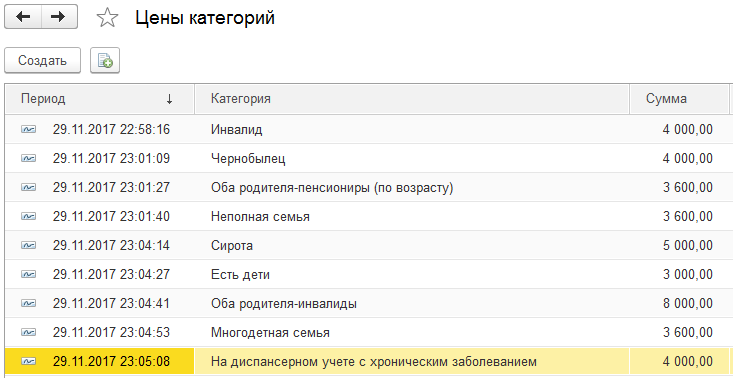 Цены категорий
Создать
Период ↓ Категория Сумма
29.11.2017 22:58:16 Инвалид 4 000,00
29.11.2017 23:01:09 Чернобылец 4 000,00
29.11.2017 23:01:27 Оба родителя-пенсиониры (по возрасту) 3 600,00
29.11.2017 23:01:40 Неполная семья 3 600,00
29.11.2017 23:04:14 Сирота 5 000,00
29.11.2017 23:04:27 Есть дети 3 000,00
29.11.2017 23:04:41 Оба родителя-инвалиды 8 000,00
29.11.2017 23:04:53 Многодетная семья 3 600,00
29.11.2017 23:05:08 На диспансерном учете с хроническим заболеванием 4 000,00